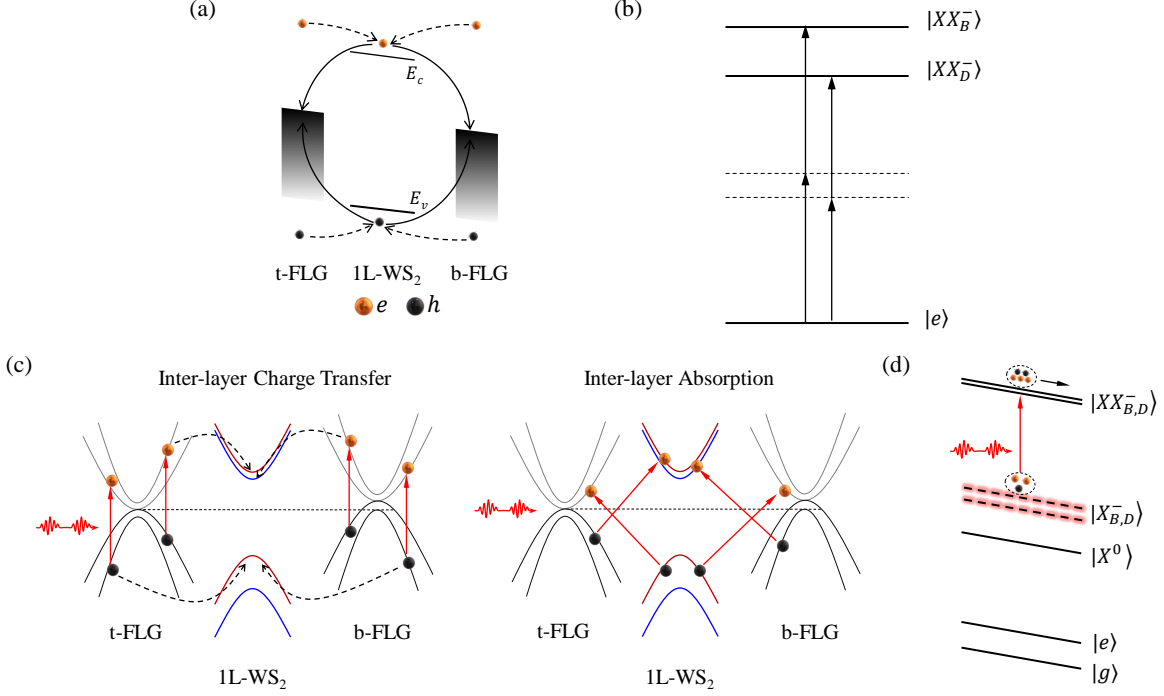 (a)
E_c
E_v
t-FLG 1L-WS₂ b-FLG
e h
(b)
|XX_B^-⟩
|XX_D^-⟩
|e⟩
(c)
Inter-layer Charge Transfer
t-FLG b-FLG
1L-WS₂
Inter-layer Absorption
t-FLG b-FLG
1L-WS₂
(d)
|XX_{B,D}^-⟩
|X_{B,D}^-⟩
|X^0⟩
|e⟩
|g⟩